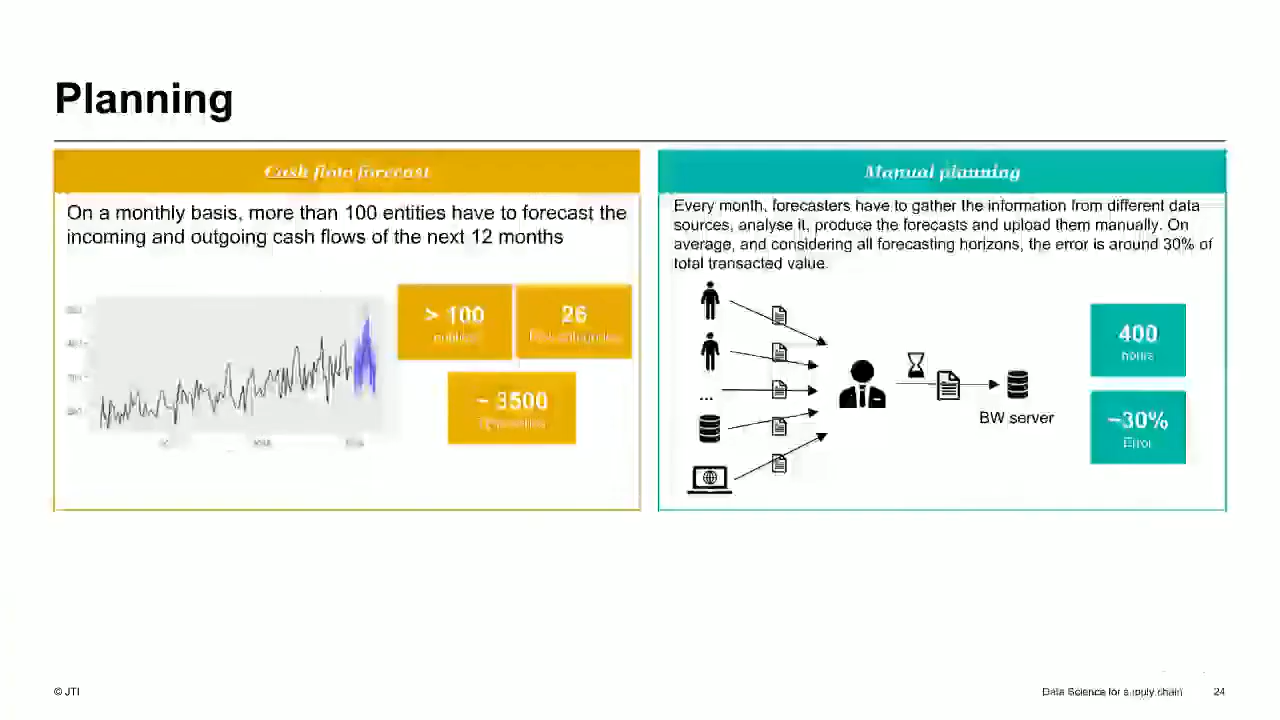 Planning
Cash flow forecast
On a monthly basis, more than 100 entities have to forecast the
incoming and outgoing cash flows of the next 12 months
> 100
entities
26
~ 3500
Manual planning
Every month, forecasters have to gather the information from different data
sources, analyse it, produce the forecasts and upload them manually. On
average, and considering all forecasting horizons, the error is around 30% of
total transacted value.
...
BW server
400
hours
~30%
Error
© JTI
Data Science for supply chain
24